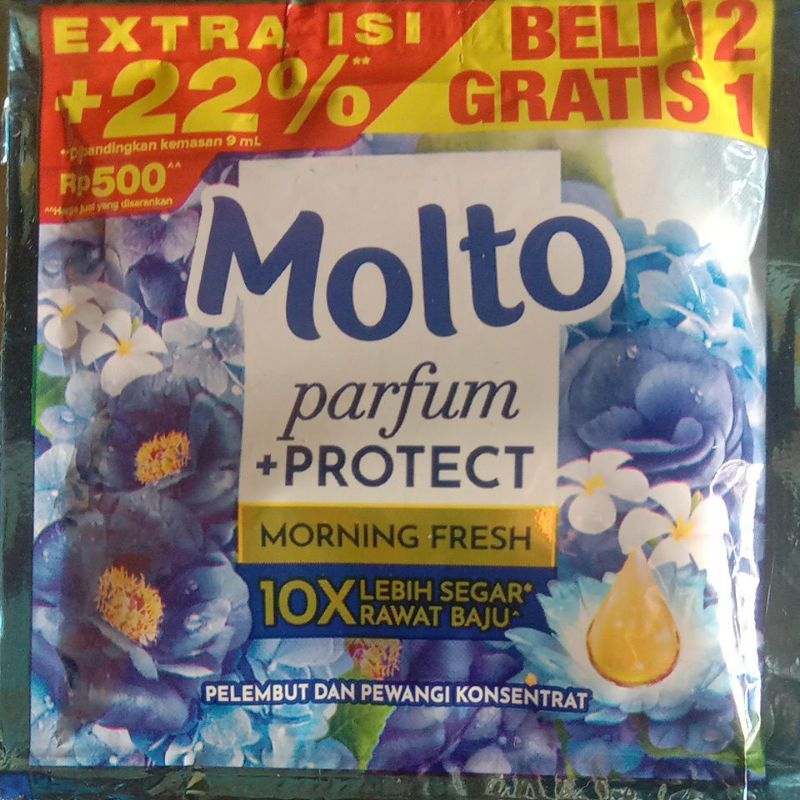 EXTRA ISI
+22%**
**Dibandingkan kemasan 9 mL
Rp500^^
^^Harga jual yang disarankan
BELI 12
GRATIS 1
Molto
parfum
+PROTECT
MORNING FRESH
10X LEBIH SEGAR*
RAWAT BAJU^
PELEMBUT DAN PEWANGI KONSENTRAT